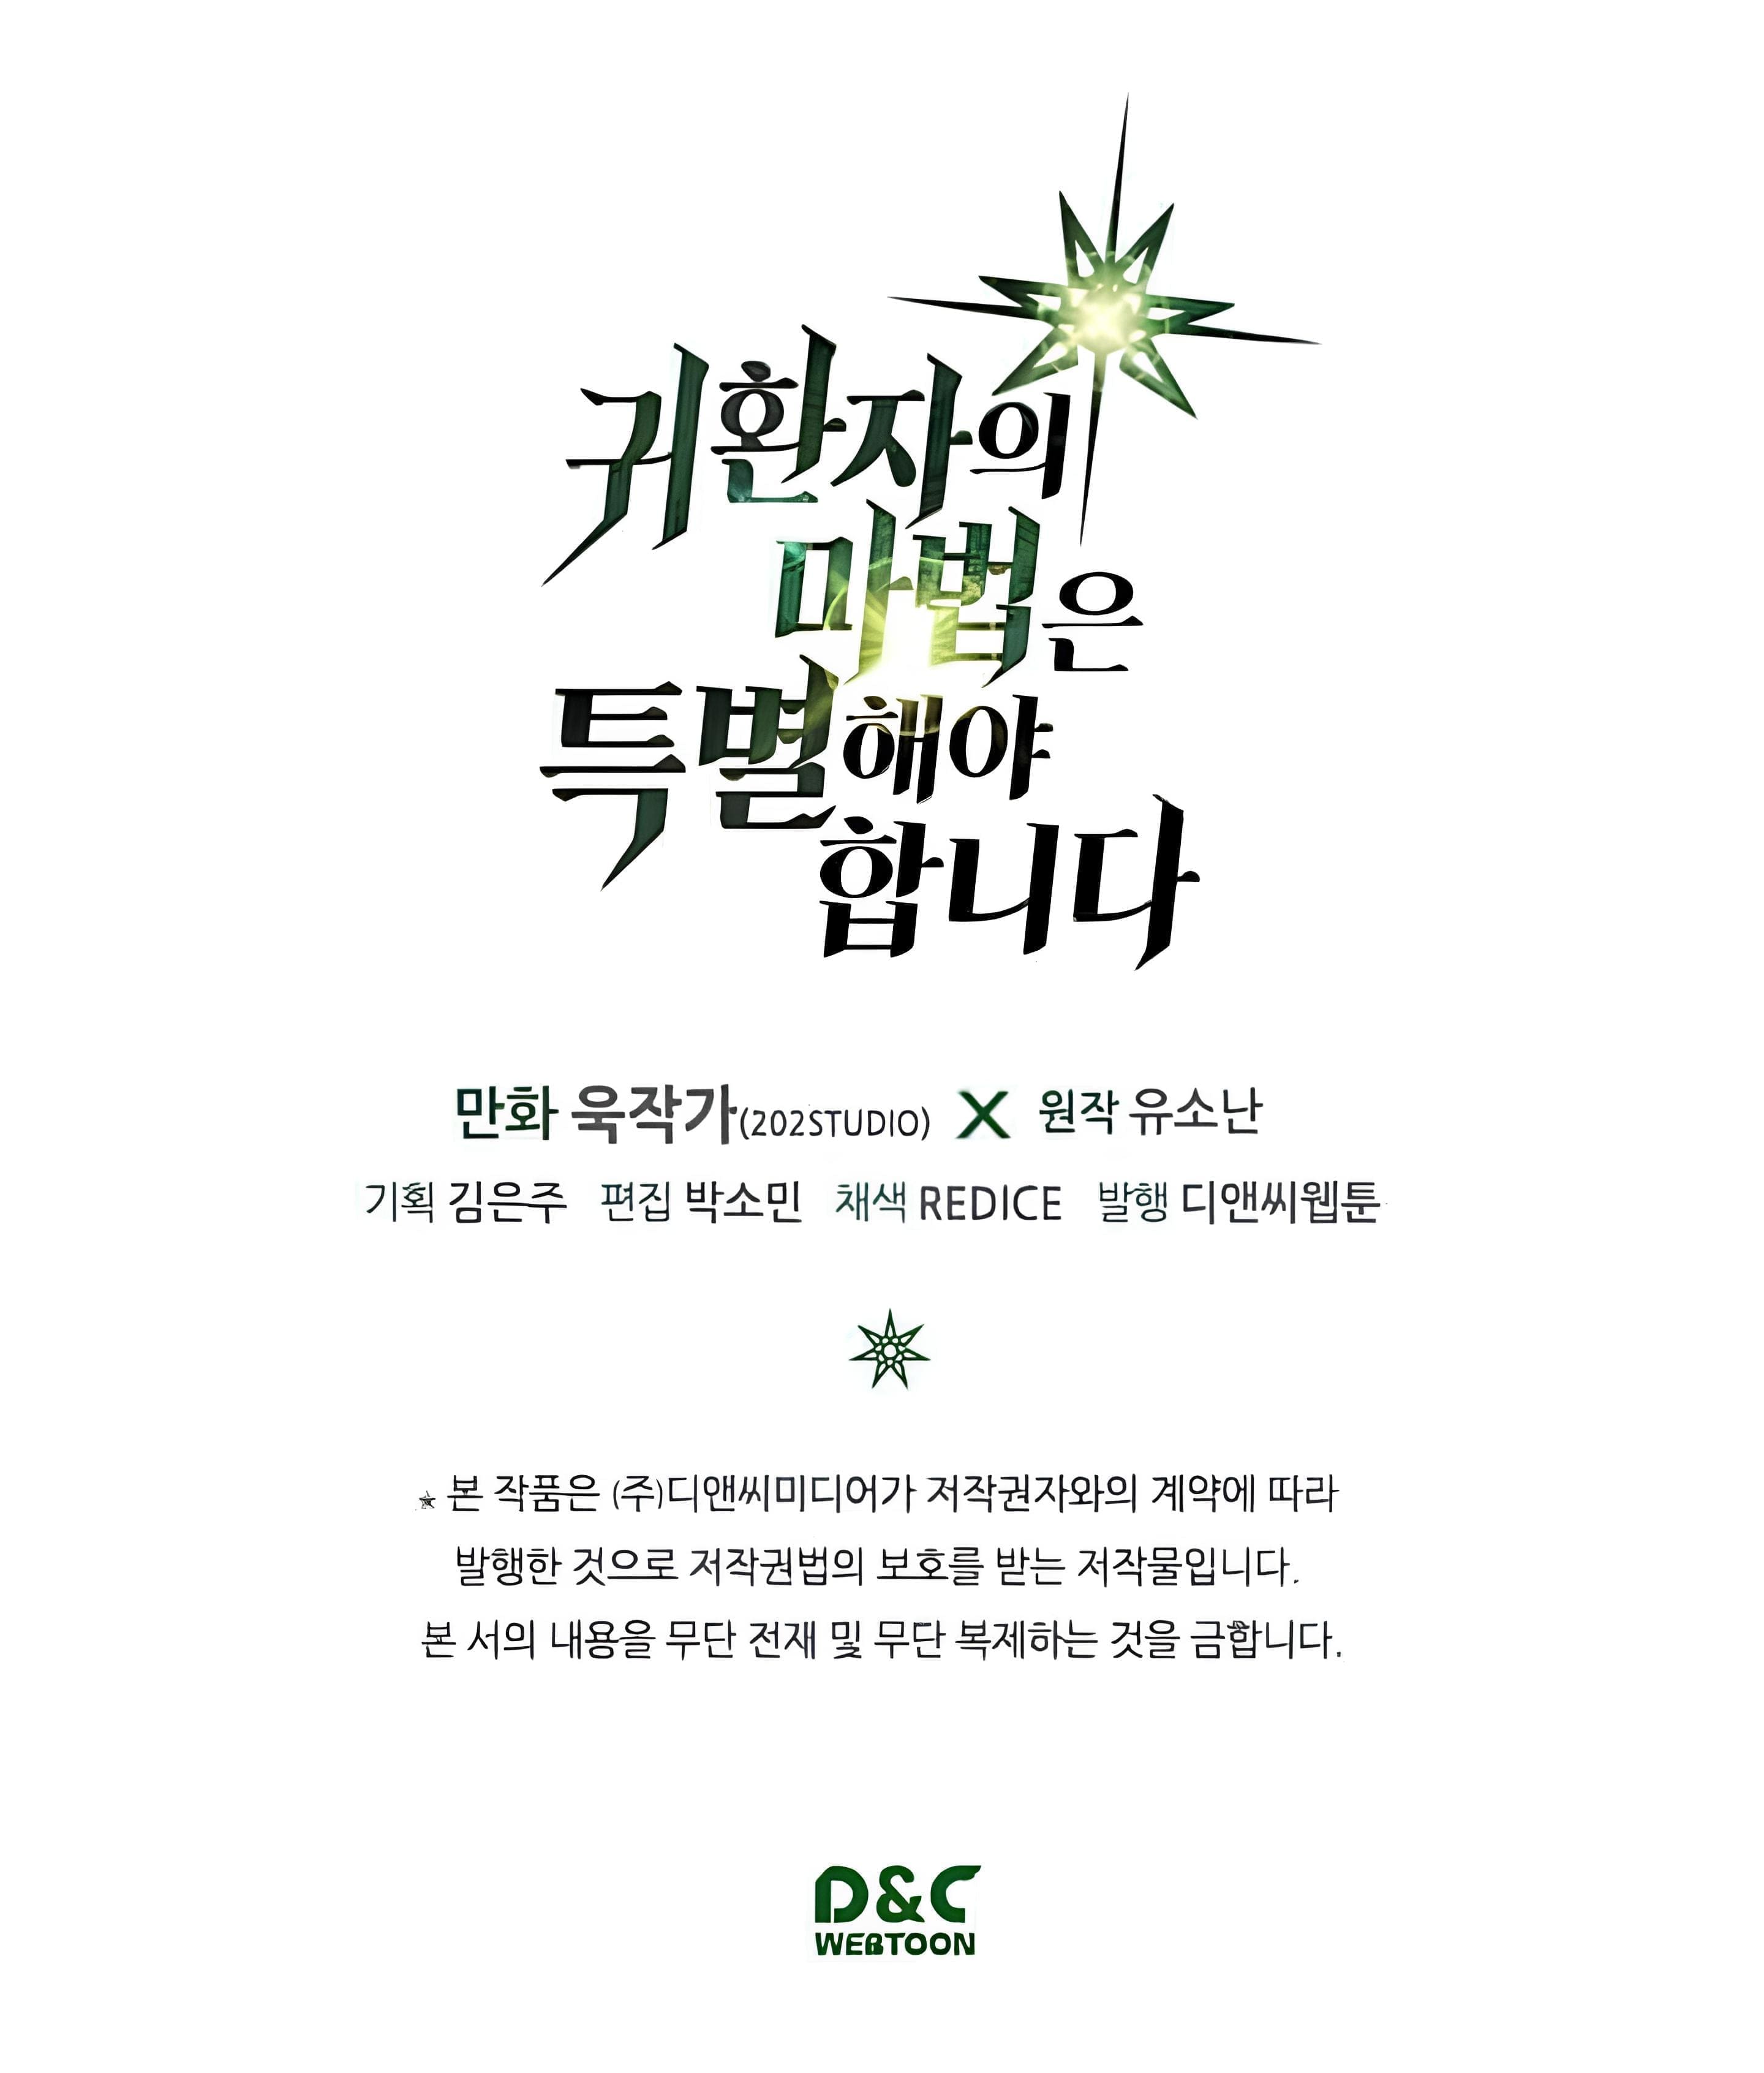 귀환자의
마법은
특별해야
합니다
만화 욱작가(202STUDIO) X 원작 유소난
기획 김은주 편집 박소민 채색 REDICE 발행 디앤씨웹툰
★ 본 작품은 (주)디앤씨미디어가 저작권자와의 계약에 따라
발행한 것으로 저작권법의 보호를 받는 저작물입니다.
본 서의 내용을 무단 전재 및 무단 복제하는 것을 금합니다.
D&C
WEBTOON